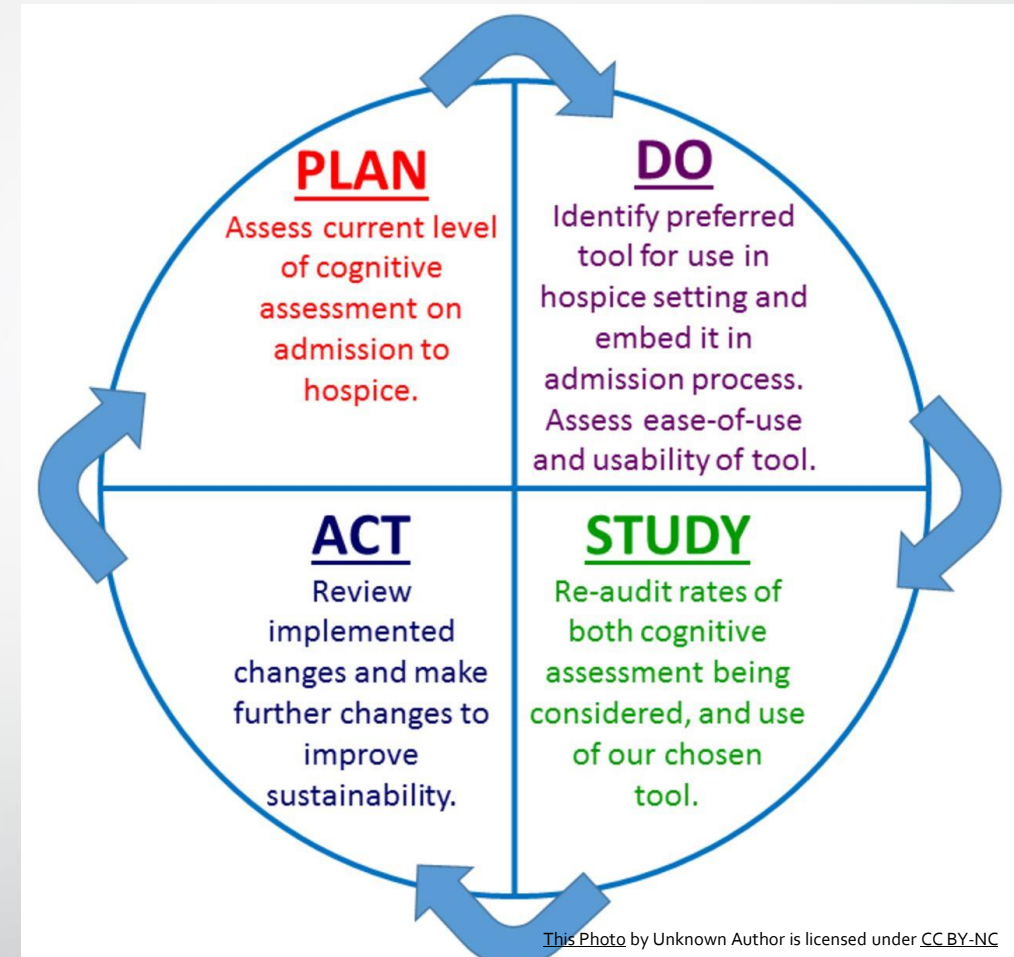 PLAN
Assess current level
of cognitive
assessment on
admission to
hospice.
DO
Identify preferred
tool for use in
hospice setting and
embed it in
admission process.
Assess ease-of-use
and usability of tool.
ACT
Review
implemented
changes and make
further changes to
improve
sustainability.
STUDY
Re-audit rates of
both cognitive
assessment being
considered, and use
of our chosen
tool.
This Photo by Unknown Author is licensed under CC BY-NC